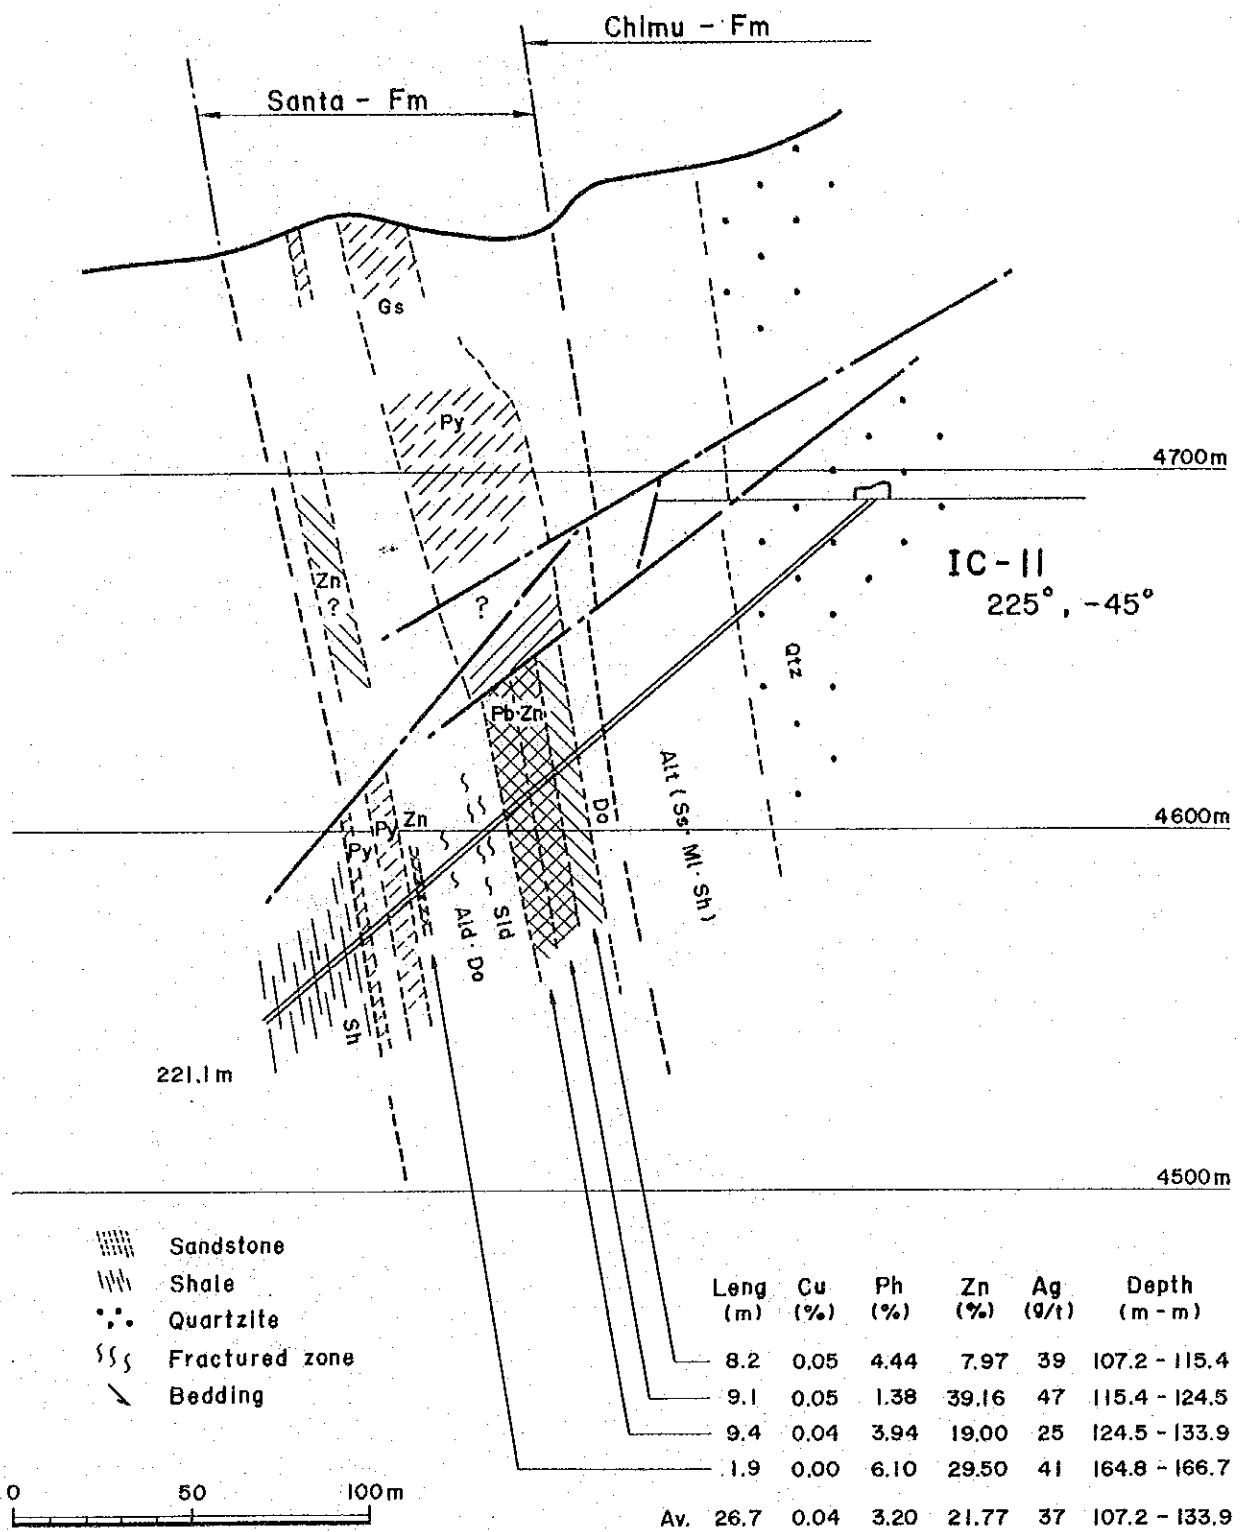 Chimu - Fm
Santa - Fm
Gs
Py
4700m
IC-11
225°, -45°
Zn
?
?
Qtz
Pb·Zn
Alt (Ss·Ml·Sh)
Do
Zn
Py
4600m
Py
Sld
Ald·Do
Sh
221.1m
4500m
Sandstone
Shale
Quartzite
Fractured zone
Bedding
Leng Cu Ph Zn Ag Depth
(m) (%) (%) (%) (g/t) (m - m)
8.2 0.05 4.44 7.97 39 107.2 - 115.4
9.1 0.05 1.38 39.16 47 115.4 - 124.5
9.4 0.04 3.94 19.00 25 124.5 - 133.9
1.9 0.00 6.10 29.50 41 164.8 - 166.7
Av. 26.7 0.04 3.20 21.77 37 107.2 - 133.9
0 50 100m